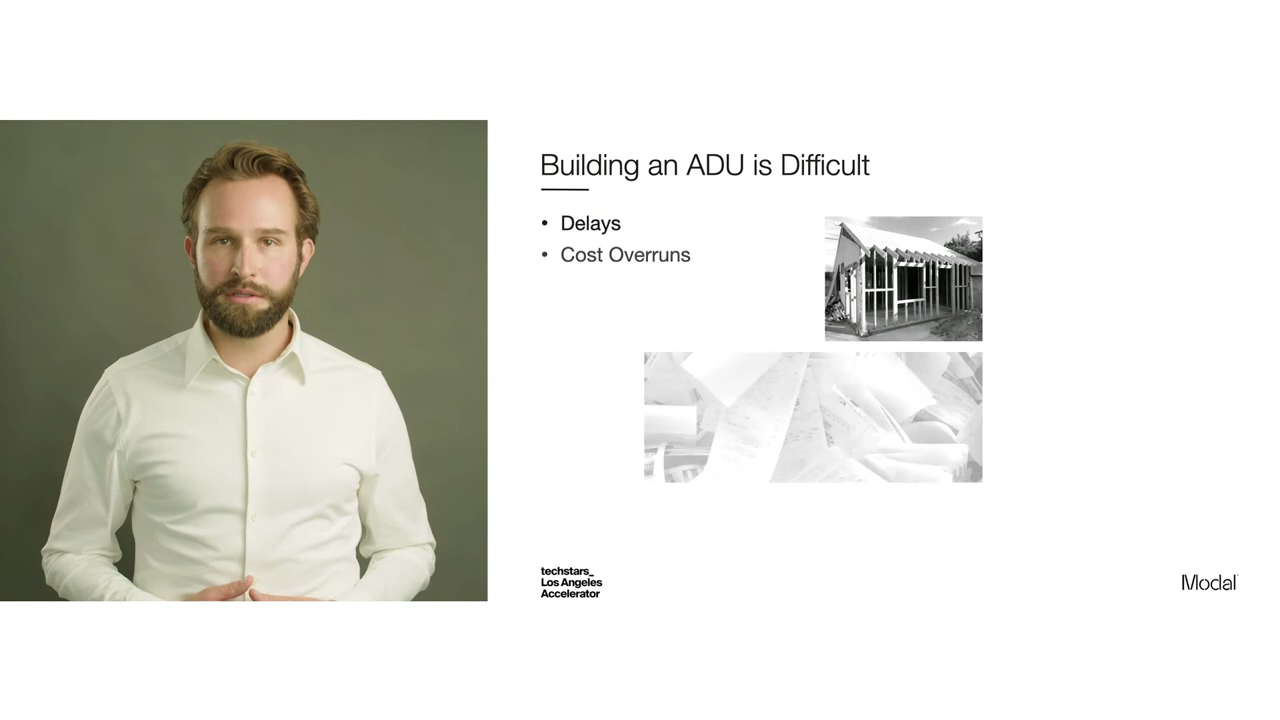 Building an ADU is Difficult
• Delays
• Cost Overruns
techstars_
Los Angeles
Accelerator
Modal